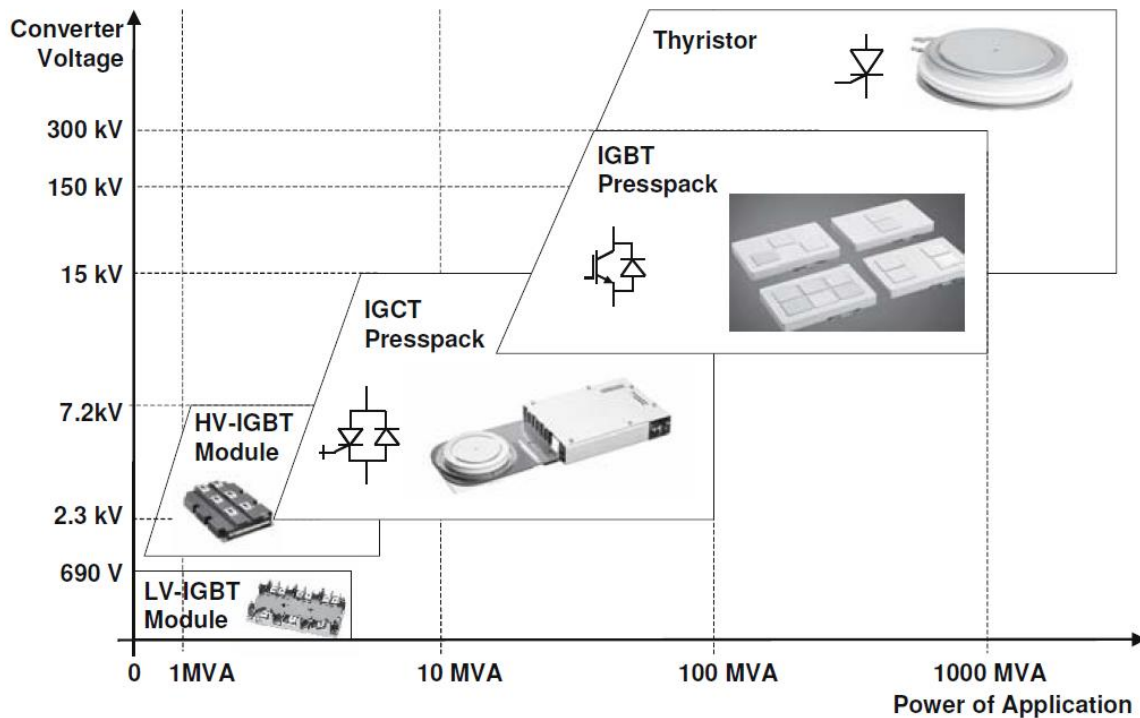 Converter
Voltage
Thyristor
300 kV
IGBT
Presspack
150 kV
15 kV
IGCT
Presspack
7.2kV
HV-IGBT
Module
2.3 kV
690 V
LV-IGBT
Module
0 1MVA 10 MVA 100 MVA 1000 MVA
Power of Application